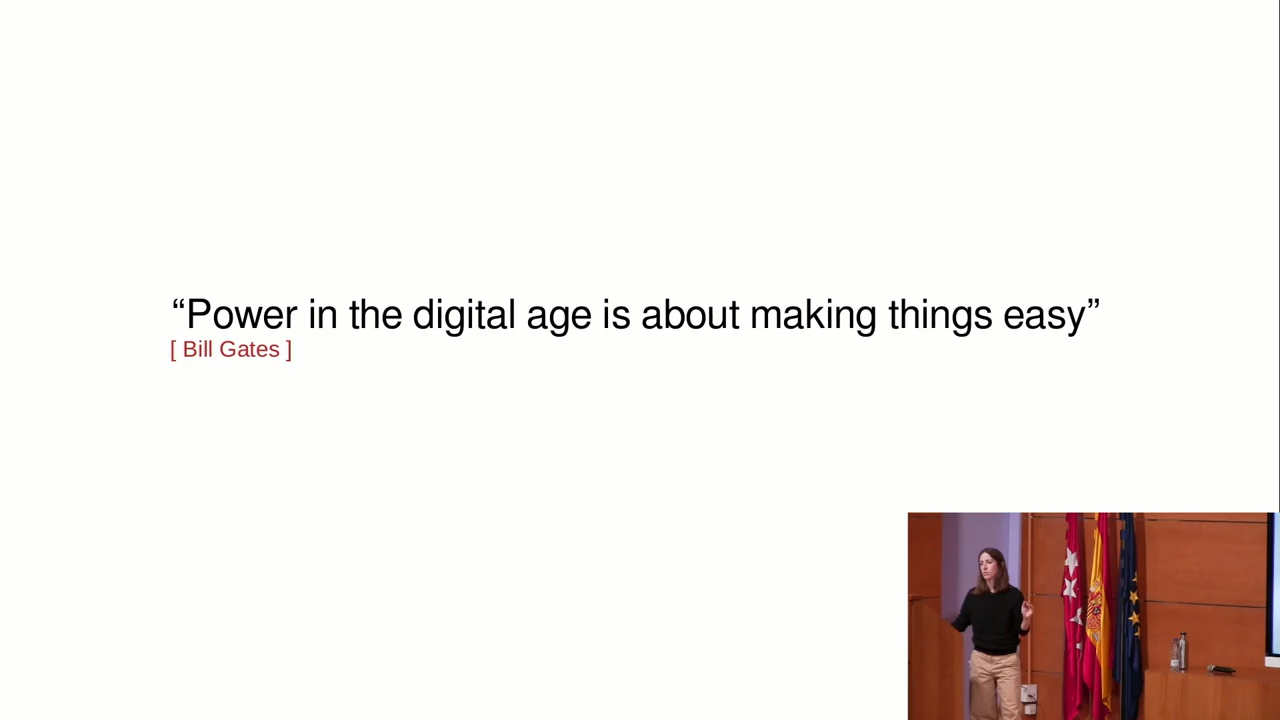 “Power in the digital age is about making things easy”
[ Bill Gates ]